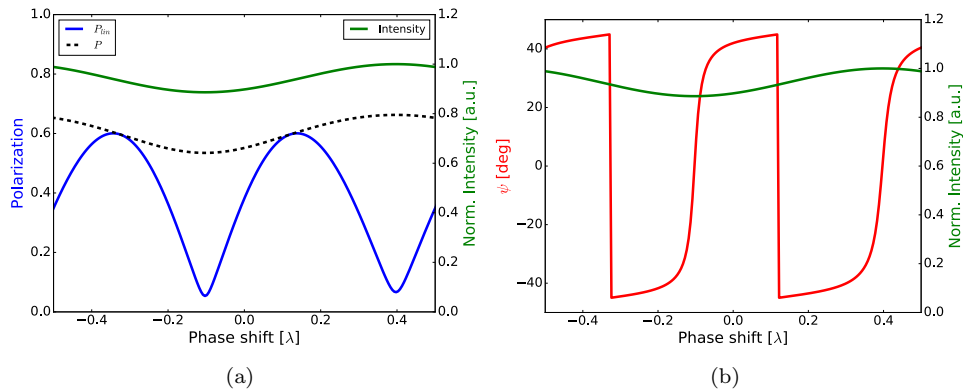 1.0
0.8
0.6
0.4
0.2
0.0
Polarization
P_lin
P
Intensity
1.2
1.0
0.8
0.6
0.4
0.2
0.0
Norm. Intensity [a.u.]
−0.4 −0.2 0.0 0.2 0.4
Phase shift [λ]
(a)
40
20
0
−20
−40
ψ [deg]
1.2
1.0
0.8
0.6
0.4
0.2
0.0
Norm. Intensity [a.u.]
−0.4 −0.2 0.0 0.2 0.4
Phase shift [λ]
(b)